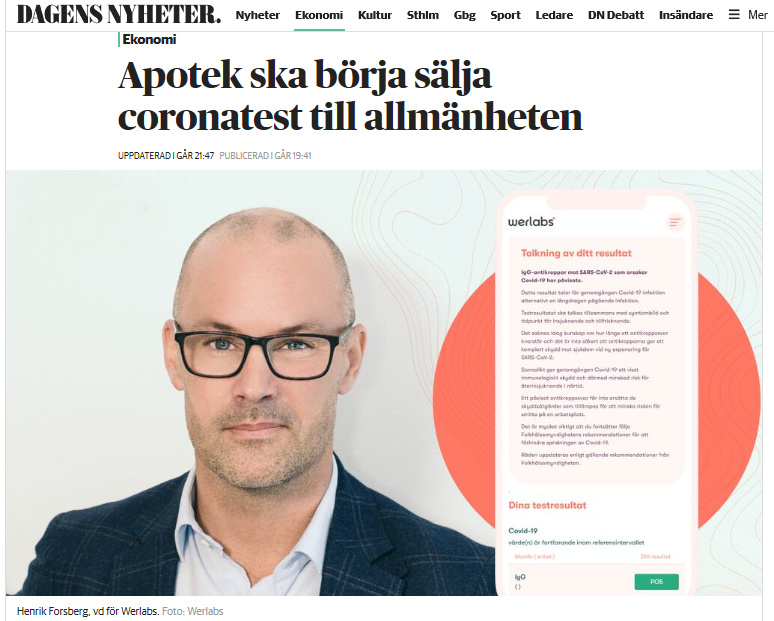 DAGENS NYHETER. Nyheter Ekonomi Kultur Sthlm Gbg Sport Ledare DN Debatt Insändare ☰ Mer
Ekonomi
Apotek ska börja sälja
coronatest till allmänheten
UPPDATERAD I GÅR 21:47 PUBLICERAD I GÅR 19:41
werlabs
Tolkning av ditt resultat
IgG-antikroppar mot SARS-CoV-2 som orsakar
Covid-19 har påvisats.
Detta resultat talar för genomgången Covid-19 infektion
alternativt en långdragen pågående infektion.
Testresultatet ska tolkas tillsammans med symtombild och
tidpunkt för insjuknande och tillfrisknande.
Det saknas idag kunskap om hur länge ett antikroppssvar
kvarstår och det är inte säkert att antikropparna ger ett
komplett skydd mot sjukdom vid ny exponering för
SARS-CoV-2.
Sannolikt ger genomgången Covid-19 ett visst
immunologiskt skydd och därmed minskad risk för
återinsjuknande i närtid.
Ett påvisat antikroppssvar får inte ersätta de
skyddsåtgärder som tillämpas för att minska risken för
smitta på en arbetsplats.
Det är mycket viktigt att du fortsätter följa
Folkhälsomyndighetens rekommendationer för att
förhindra spridningen av Covid-19.
Råden uppdateras enligt gällande rekommendationer från
Folkhälsomyndigheten.
Dina testresultat
Covid-19
värde(n) är fortfarande inom referensintervallet
Markör ( enhet ) Ditt resultat
IgG POS
( )
Henrik Forsberg, vd för Werlabs. Foto: Werlabs